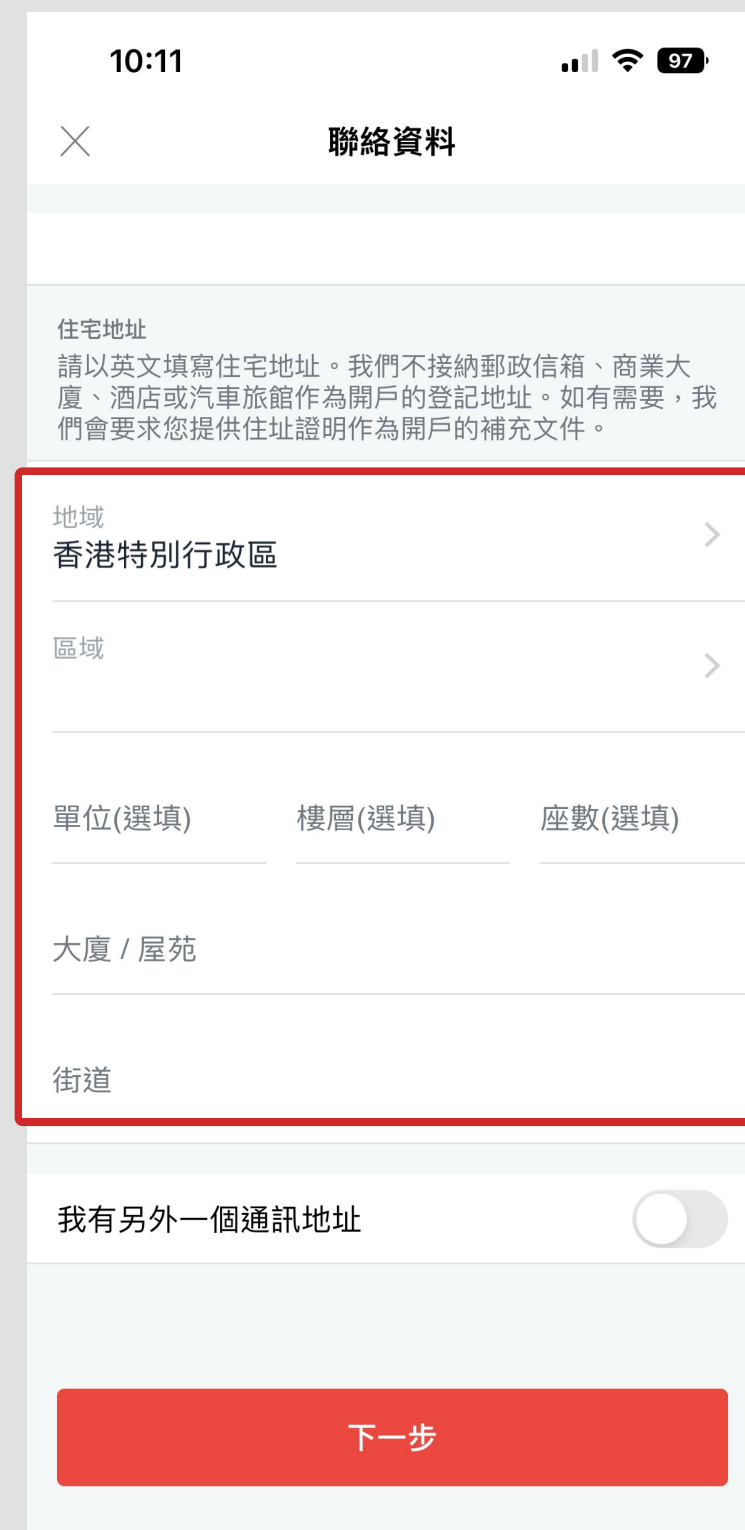 10:11
97
聯絡資料
住宅地址
請以英文填寫住宅地址。我們不接納郵政信箱、商業大
廈、酒店或汽車旅館作為開戶的登記地址。如有需要，我
們會要求您提供住址證明作為開戶的補充文件。
地域
香港特別行政區
區域
單位(選填) 樓層(選填) 座數(選填)
大廈 / 屋苑
街道
我有另外一個通訊地址
下一步